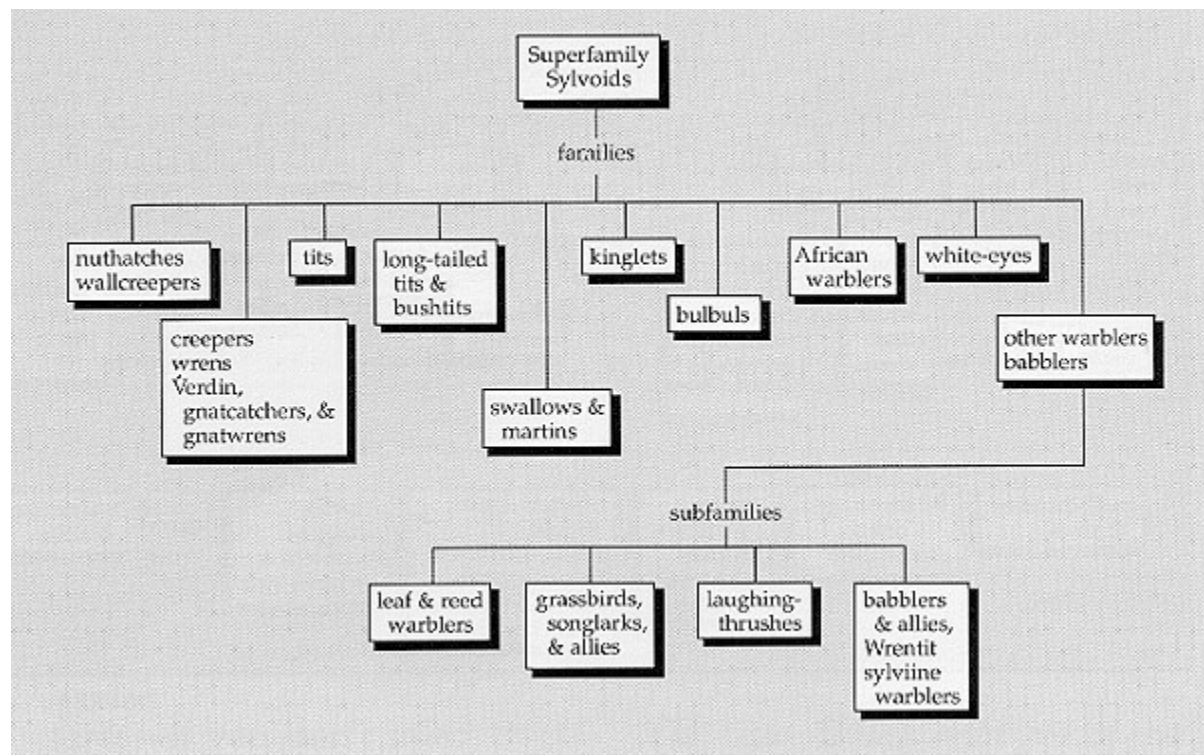 Superfamily
Sylvoids
farailies
nuthatches
wallcreepers
creepers
wrens
Verdin,
gnatcatchers, &
gnatwrens
tits
long-tailed
tits &
bushtits
swallows &
martins
kinglets
bulbuls
African
warblers
white-eyes
other warblers
babblers
subfamilies
leaf & reed
warblers
grassbirds,
songlarks,
& allies
laughing-
thrushes
babblers
& allies,
Wrentit
sylviine
warblers